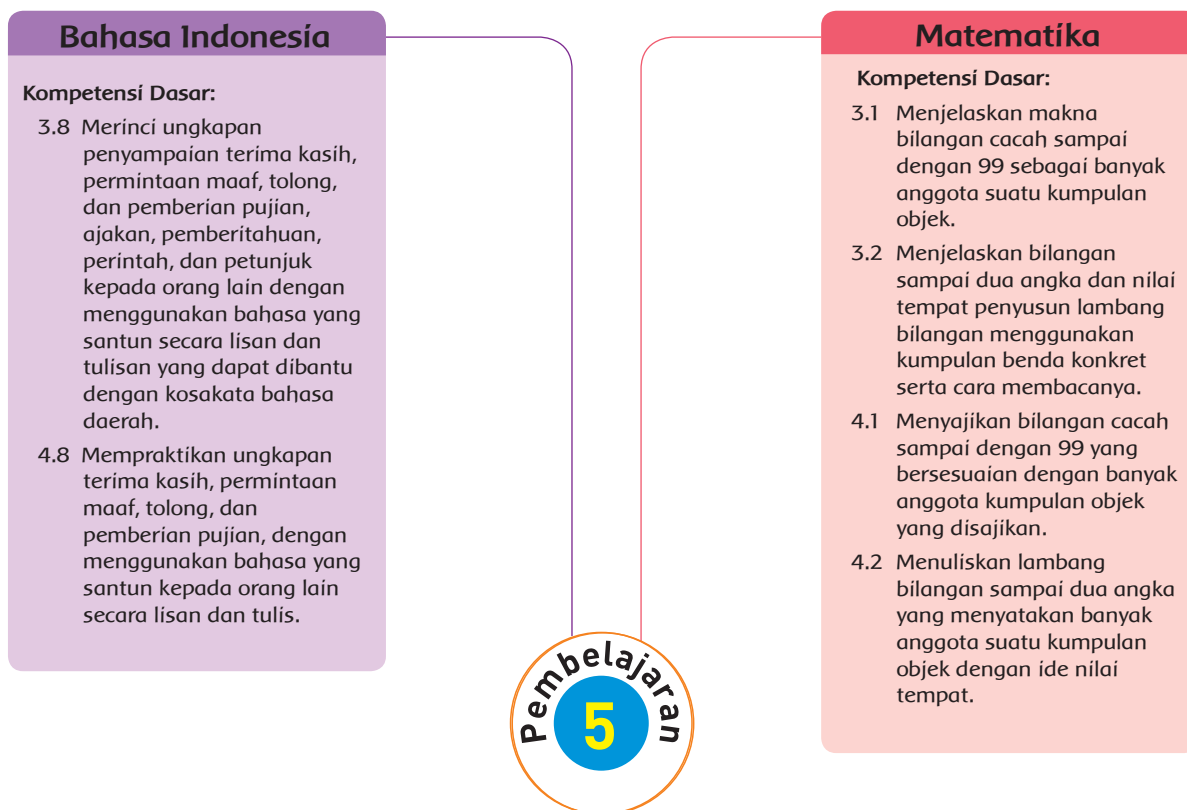 Bahasa Indonesia
Kompetensi Dasar:
3.8 Merinci ungkapan
penyampaian terima kasih,
permintaan maaf, tolong,
dan pemberian pujian,
ajakan, pemberitahuan,
perintah, dan petunjuk
kepada orang lain dengan
menggunakan bahasa yang
santun secara lisan dan
tulisan yang dapat dibantu
dengan kosakata bahasa
daerah.
4.8 Mempraktikan ungkapan
terima kasih, permintaan
maaf, tolong, dan
pemberian pujian, dengan
menggunakan bahasa yang
santun kepada orang lain
secara lisan dan tulis.
Matematika
Kompetensi Dasar:
3.1 Menjelaskan makna
bilangan cacah sampai
dengan 99 sebagai banyak
anggota suatu kumpulan
objek.
3.2 Menjelaskan bilangan
sampai dua angka dan nilai
tempat penyusun lambang
bilangan menggunakan
kumpulan benda konkret
serta cara membacanya.
4.1 Menyajikan bilangan cacah
sampai dengan 99 yang
bersesuaian dengan banyak
anggota kumpulan objek
yang disajikan.
4.2 Menuliskan lambang
bilangan sampai dua angka
yang menyatakan banyak
anggota suatu kumpulan
objek dengan ide nilai
tempat.
Pembelajaran
5